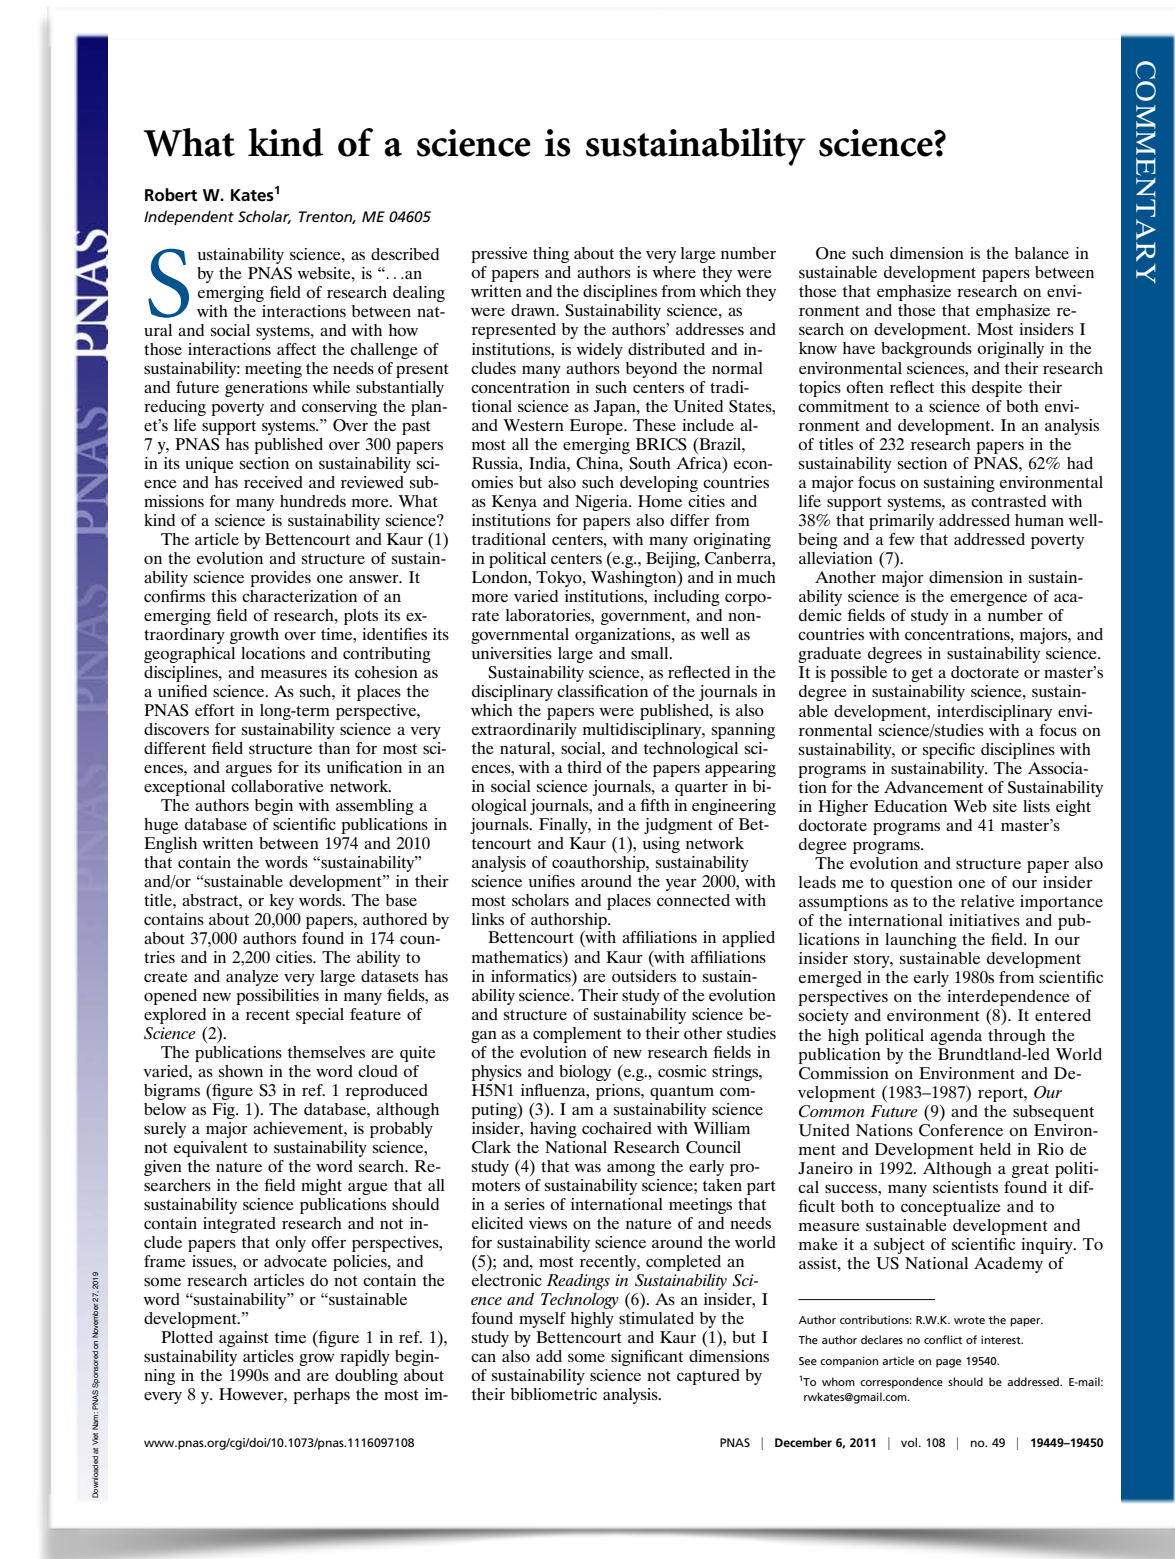 COMMENTARY
What kind of a science is sustainability science?
Robert W. Kates1
Independent Scholar, Trenton, ME 04605
Sustainability science, as described
by the PNAS website, is “. . .an
emerging field of research dealing
with the interactions between nat-
ural and social systems, and with how
those interactions affect the challenge of
sustainability: meeting the needs of present
and future generations while substantially
reducing poverty and conserving the plan-
et’s life support systems.” Over the past
7 y, PNAS has published over 300 papers
in its unique section on sustainability sci-
ence and has received and reviewed sub-
missions for many hundreds more. What
kind of a science is sustainability science?
The article by Bettencourt and Kaur (1)
on the evolution and structure of sustain-
ability science provides one answer. It
confirms this characterization of an
emerging field of research, plots its ex-
traordinary growth over time, identifies its
geographical locations and contributing
disciplines, and measures its cohesion as
a unified science. As such, it places the
PNAS effort in long-term perspective,
discovers for sustainability science a very
different field structure than for most sci-
ences, and argues for its unification in an
exceptional collaborative network.
The authors begin with assembling a
huge database of scientific publications in
English written between 1974 and 2010
that contain the words “sustainability”
and/or “sustainable development” in their
title, abstract, or key words. The base
contains about 20,000 papers, authored by
about 37,000 authors found in 174 coun-
tries and in 2,200 cities. The ability to
create and analyze very large datasets has
opened new possibilities in many fields, as
explored in a recent special feature of
Science (2).
The publications themselves are quite
varied, as shown in the word cloud of
bigrams (figure S3 in ref. 1 reproduced
below as Fig. 1). The database, although
surely a major achievement, is probably
not equivalent to sustainability science,
given the nature of the word search. Re-
searchers in the field might argue that all
sustainability science publications should
contain integrated research and not in-
clude papers that only offer perspectives,
frame issues, or advocate policies, and
some research articles do not contain the
word “sustainability” or “sustainable
development.”
Plotted against time (figure 1 in ref. 1),
sustainability articles grow rapidly begin-
ning in the 1990s and are doubling about
every 8 y. However, perhaps the most im-
pressive thing about the very large number
of papers and authors is where they were
written and the disciplines from which they
were drawn. Sustainability science, as
represented by the authors’ addresses and
institutions, is widely distributed and in-
cludes many authors beyond the normal
concentration in such centers of tradi-
tional science as Japan, the United States,
and Western Europe. These include al-
most all the emerging BRICS (Brazil,
Russia, India, China, South Africa) econ-
omies but also such developing countries
as Kenya and Nigeria. Home cities and
institutions for papers also differ from
traditional centers, with many originating
in political centers (e.g., Beijing, Canberra,
London, Tokyo, Washington) and in much
more varied institutions, including corpo-
rate laboratories, government, and non-
governmental organizations, as well as
universities large and small.
Sustainability science, as reflected in the
disciplinary classification of the journals in
which the papers were published, is also
extraordinarily multidisciplinary, spanning
the natural, social, and technological sci-
ences, with a third of the papers appearing
in social science journals, a quarter in bi-
ological journals, and a fifth in engineering
journals. Finally, in the judgment of Bet-
tencourt and Kaur (1), using network
analysis of coauthorship, sustainability
science unifies around the year 2000, with
most scholars and places connected with
links of authorship.
Bettencourt (with affiliations in applied
mathematics) and Kaur (with affiliations
in informatics) are outsiders to sustain-
ability science. Their study of the evolution
and structure of sustainability science be-
gan as a complement to their other studies
of the evolution of new research fields in
physics and biology (e.g., cosmic strings,
H5N1 influenza, prions, quantum com-
puting) (3). I am a sustainability science
insider, having cochaired with William
Clark the National Research Council
study (4) that was among the early pro-
moters of sustainability science; taken part
in a series of international meetings that
elicited views on the nature of and needs
for sustainability science around the world
(5); and, most recently, completed an
electronic Readings in Sustainability Sci-
ence and Technology (6). As an insider, I
found myself highly stimulated by the
study by Bettencourt and Kaur (1), but I
can also add some significant dimensions
of sustainability science not captured by
their bibliometric analysis.
One such dimension is the balance in
sustainable development papers between
those that emphasize research on envi-
ronment and those that emphasize re-
search on development. Most insiders I
know have backgrounds originally in the
environmental sciences, and their research
topics often reflect this despite their
commitment to a science of both envi-
ronment and development. In an analysis
of titles of 232 research papers in the
sustainability section of PNAS, 62% had
a major focus on sustaining environmental
life support systems, as contrasted with
38% that primarily addressed human well-
being and a few that addressed poverty
alleviation (7).
Another major dimension in sustain-
ability science is the emergence of aca-
demic fields of study in a number of
countries with concentrations, majors, and
graduate degrees in sustainability science.
It is possible to get a doctorate or master’s
degree in sustainability science, sustain-
able development, interdisciplinary envi-
ronmental science/studies with a focus on
sustainability, or specific disciplines with
programs in sustainability. The Associa-
tion for the Advancement of Sustainability
in Higher Education Web site lists eight
doctorate programs and 41 master’s
degree programs.
The evolution and structure paper also
leads me to question one of our insider
assumptions as to the relative importance
of the international initiatives and pub-
lications in launching the field. In our
insider story, sustainable development
emerged in the early 1980s from scientific
perspectives on the interdependence of
society and environment (8). It entered
the high political agenda through the
publication by the Brundtland-led World
Commission on Environment and De-
velopment (1983–1987) report, Our
Common Future (9) and the subsequent
United Nations Conference on Environ-
ment and Development held in Rio de
Janeiro in 1992. Although a great politi-
cal success, many scientists found it dif-
ficult both to conceptualize and to
measure sustainable development and
make it a subject of scientific inquiry. To
assist, the US National Academy of
Author contributions: R.W.K. wrote the paper.
The author declares no conflict of interest.
See companion article on page 19540.
1To whom correspondence should be addressed. E-mail:
rwkates@gmail.com.
www.pnas.org/cgi/doi/10.1073/pnas.1116097108
PNAS | December 6, 2011 | vol. 108 | no. 49 | 19449–19450
PNAS PNAS PNAS PNAS
Downloaded at Viet Nam: PNAS Sponsored on November 27, 2019